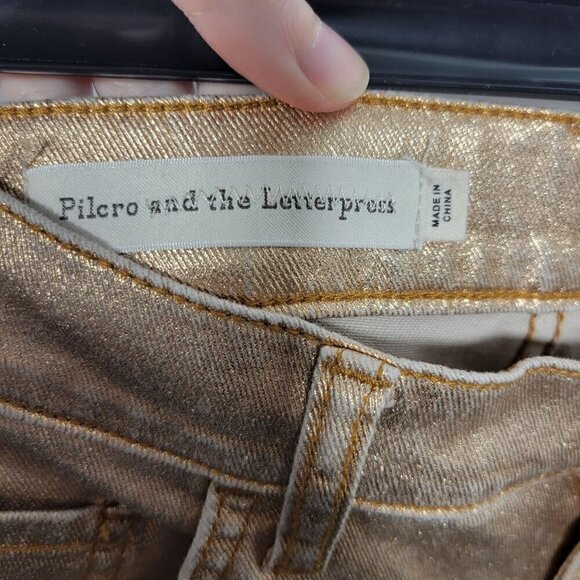 Pilcro and the Letterpress
MADE IN
CHINA